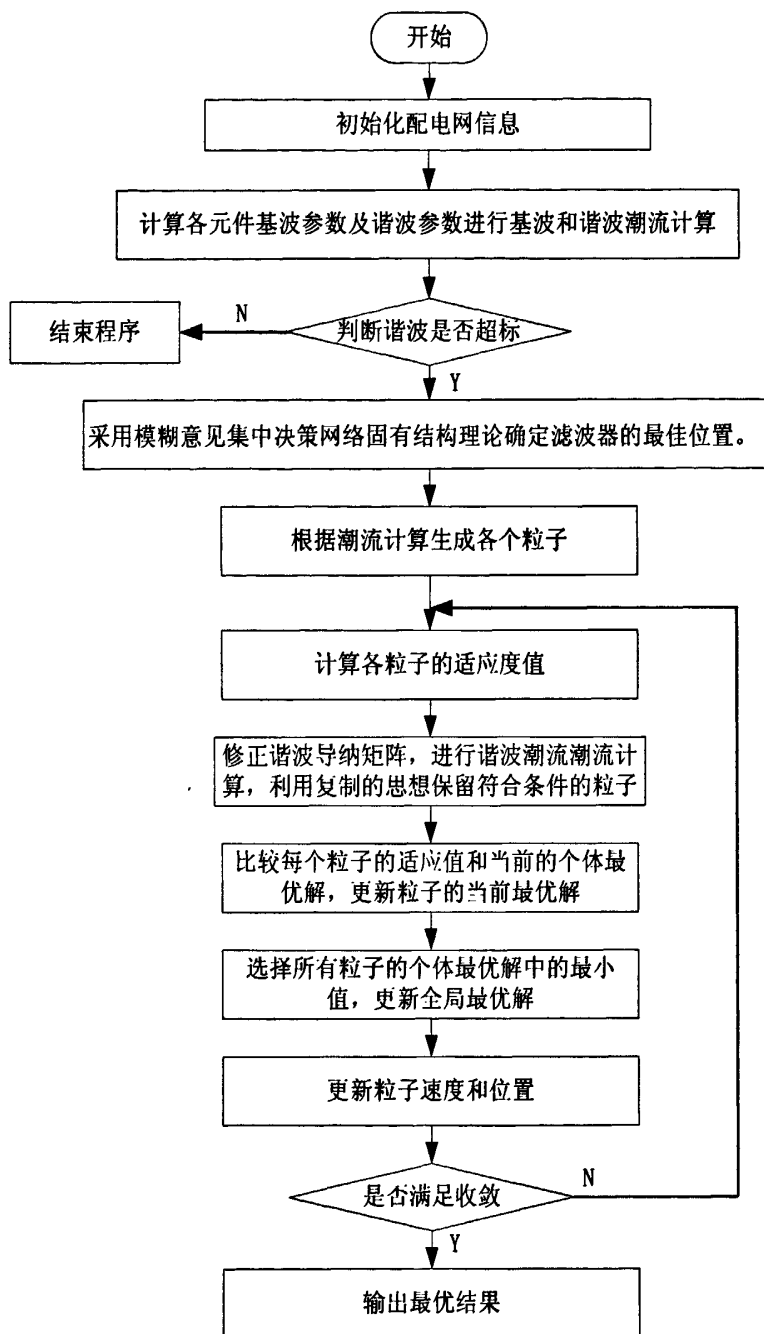 开始
初始化配电网信息
计算各元件基波参数及谐波参数进行基波和谐波潮流计算
N
结束程序
判断谐波是否超标
Y
采用模糊意见集中决策网络固有结构理论确定滤波器的最佳位置。
根据潮流计算生成各个粒子
计算各粒子的适应度值
修正谐波导纳矩阵，进行谐波潮流潮流计
算，利用复制的思想保留符合条件的粒子
比较每个粒子的适应值和当前的个体最
优解，更新粒子的当前最优解
选择所有粒子的个体最优解中的最小
值，更新全局最优解
更新粒子速度和位置
是否满足收敛
N
Y
输出最优结果